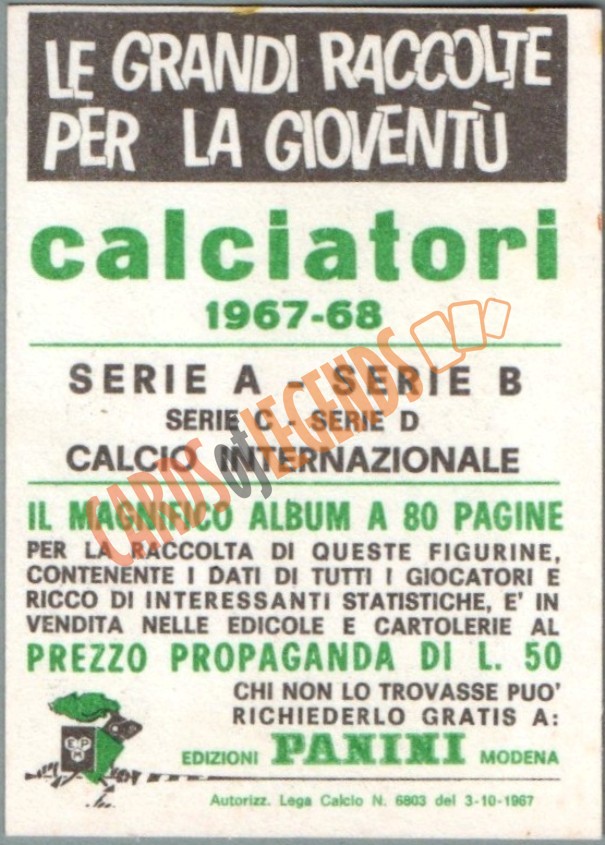 LE GRANDI RACCOLTE
PER LA GIOVENTÙ
calciatori
1967-68
SERIE A - SERIE B
SERIE C - SERIE D
CALCIO INTERNAZIONALE
CARDS of LEGENDS
IL MAGNIFICO ALBUM A 80 PAGINE
PER LA RACCOLTA DI QUESTE FIGURINE,
CONTENENTE I DATI DI TUTTI I GIOCATORI E
RICCO DI INTERESSANTI STATISTICHE, E' IN
VENDITA NELLE EDICOLE E CARTOLERIE AL
PREZZO PROPAGANDA DI L. 50
CHI NON LO TROVASSE PUO'
RICHIEDERLO GRATIS A:
EDIZIONI PANINI MODENA
EPM
Autorizz. Lega Calcio N. 6803 del 3-10-1967